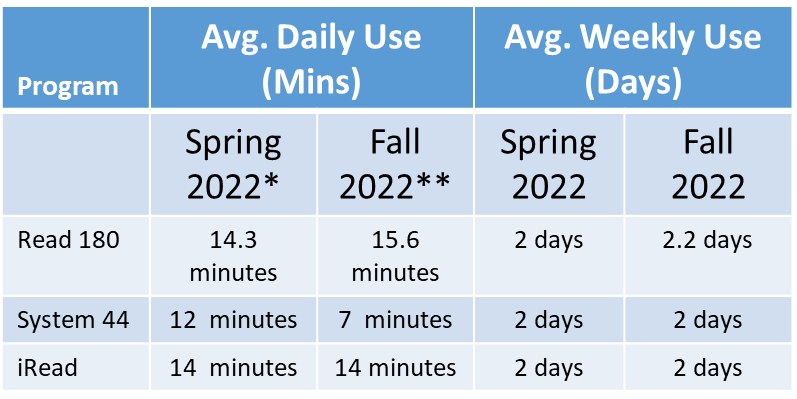 Program Avg. Daily Use (Mins) Avg. Weekly Use (Days)
Spring 2022* Fall 2022** Spring 2022 Fall 2022
Read 180 14.3 minutes 15.6 minutes 2 days 2.2 days
System 44 12 minutes 7 minutes 2 days 2 days
iRead 14 minutes 14 minutes 2 days 2 days